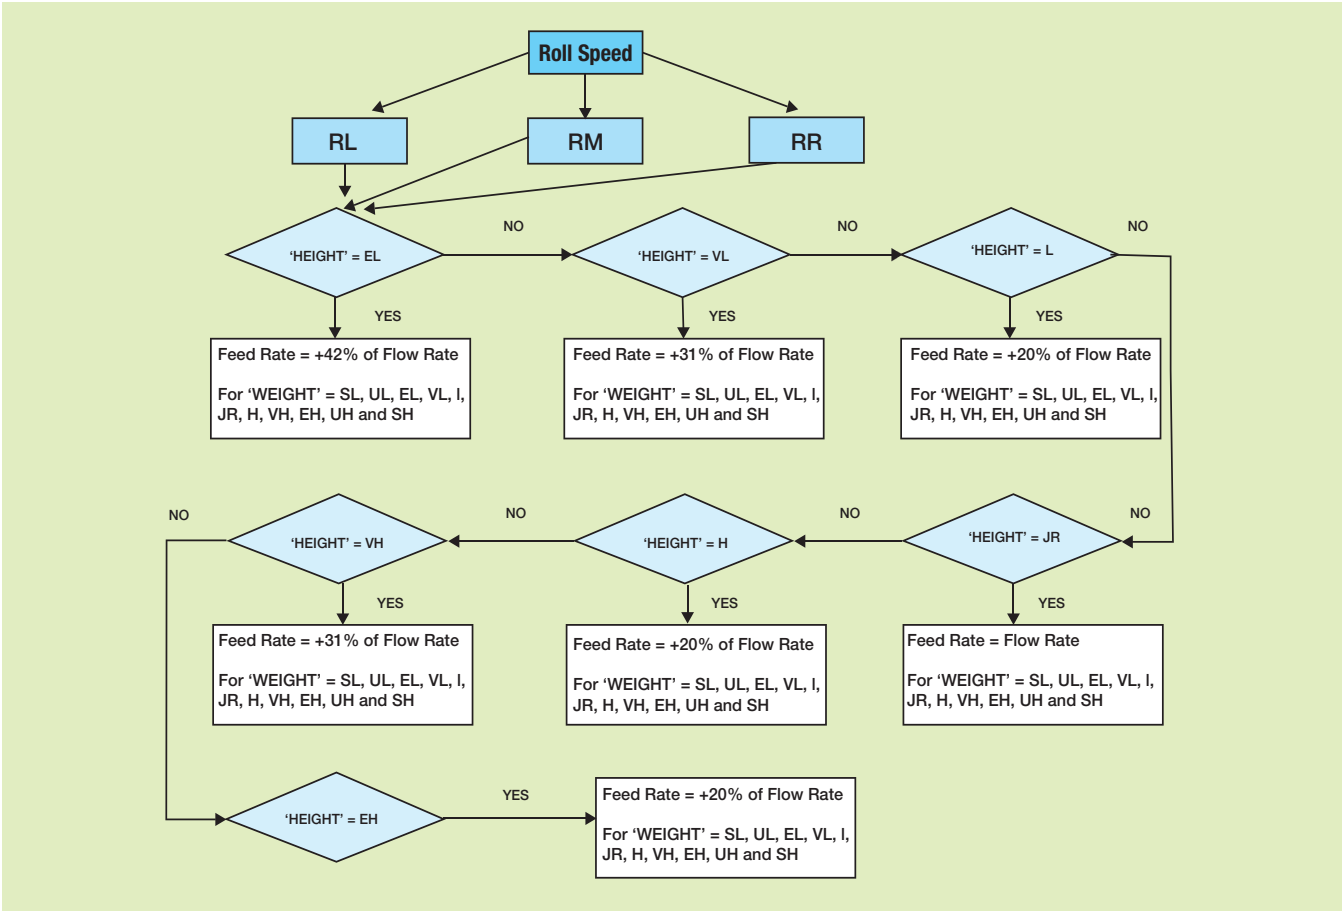 Roll Speed
RL
RM
RR
‘HEIGHT’ = EL
NO
‘HEIGHT’ = VL
NO
‘HEIGHT’ = L
NO
YES
YES
YES
Feed Rate = +42% of Flow Rate
For ‘WEIGHT’ = SL, UL, EL, VL, l,
JR, H, VH, EH, UH and SH
Feed Rate = +31% of Flow Rate
For ‘WEIGHT’ = SL, UL, EL, VL, l,
JR, H, VH, EH, UH and SH
Feed Rate = +20% of Flow Rate
For ‘WEIGHT’ = SL, UL, EL, VL, l,
JR, H, VH, EH, UH and SH
NO
‘HEIGHT’ = VH
NO
‘HEIGHT’ = H
NO
‘HEIGHT’ = JR
NO
YES
YES
YES
Feed Rate = +31% of Flow Rate
For ‘WEIGHT’ = SL, UL, EL, VL, l,
JR, H, VH, EH, UH and SH
Feed Rate = +20% of Flow Rate
For ‘WEIGHT’ = SL, UL, EL, VL, l,
JR, H, VH, EH, UH and SH
Feed Rate = Flow Rate
For ‘WEIGHT’ = SL, UL, EL, VL, l,
JR, H, VH, EH, UH and SH
‘HEIGHT’ = EH
YES
Feed Rate = +20% of Flow Rate
For ‘WEIGHT’ = SL, UL, EL, VL, l,
JR, H, VH, EH, UH and SH